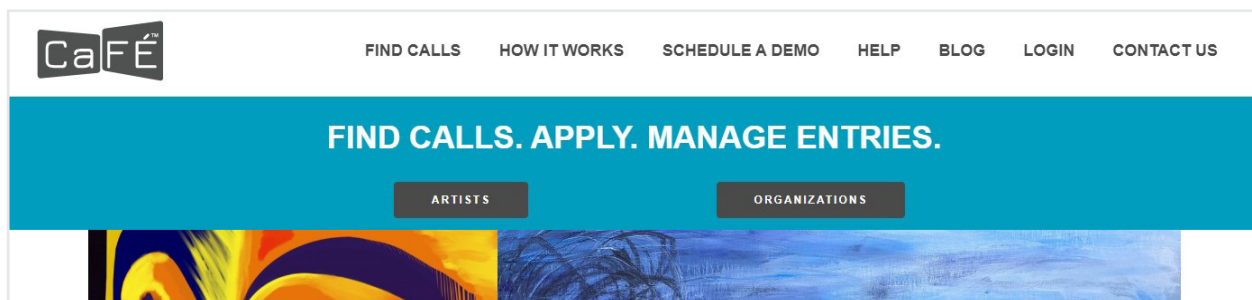 CaFÉ™
FIND CALLS HOW IT WORKS SCHEDULE A DEMO HELP BLOG LOGIN CONTACT US
FIND CALLS. APPLY. MANAGE ENTRIES.
ARTISTS ORGANIZATIONS